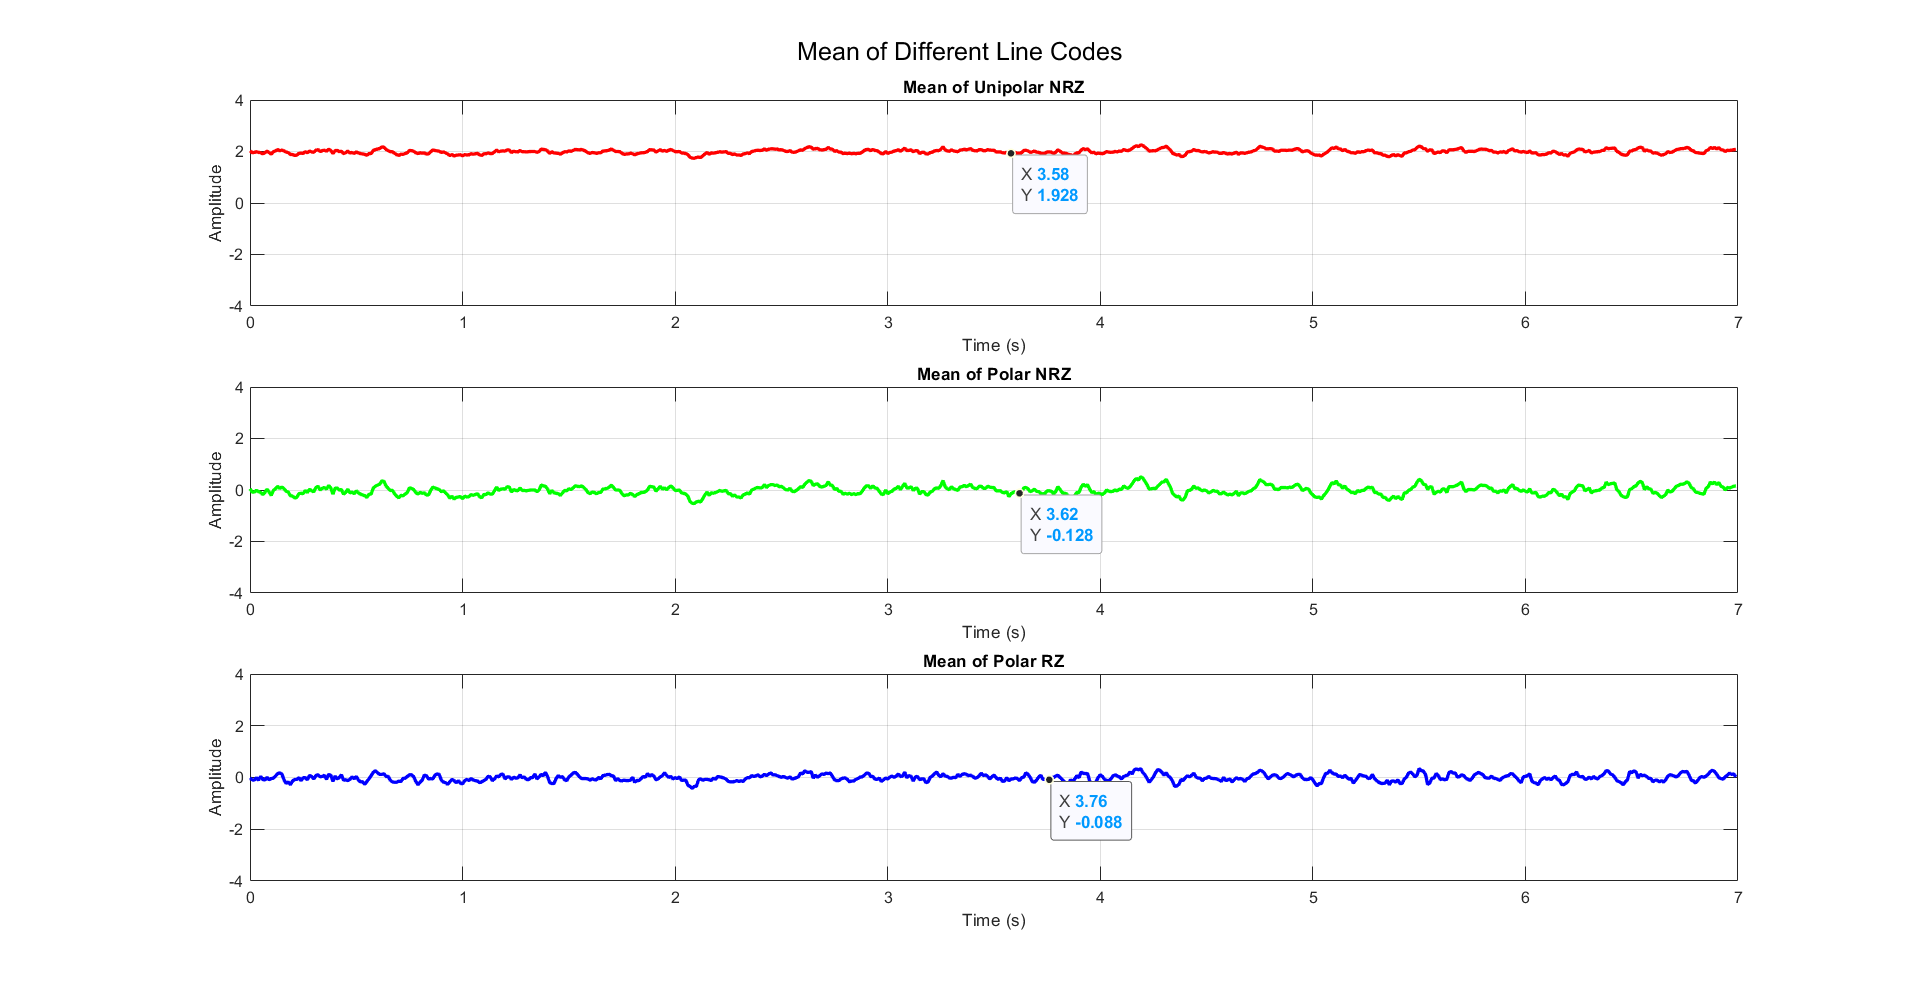 Mean of Different Line Codes
Mean of Unipolar NRZ
4
2
0
-2
-4
Amplitude
X 3.58
Y 1.928
0 1 2 3 4 5 6 7
Time (s)
Mean of Polar NRZ
4
2
0
-2
-4
Amplitude
X 3.62
Y -0.128
0 1 2 3 4 5 6 7
Time (s)
Mean of Polar RZ
4
2
0
-2
-4
Amplitude
X 3.76
Y -0.088
0 1 2 3 4 5 6 7
Time (s)